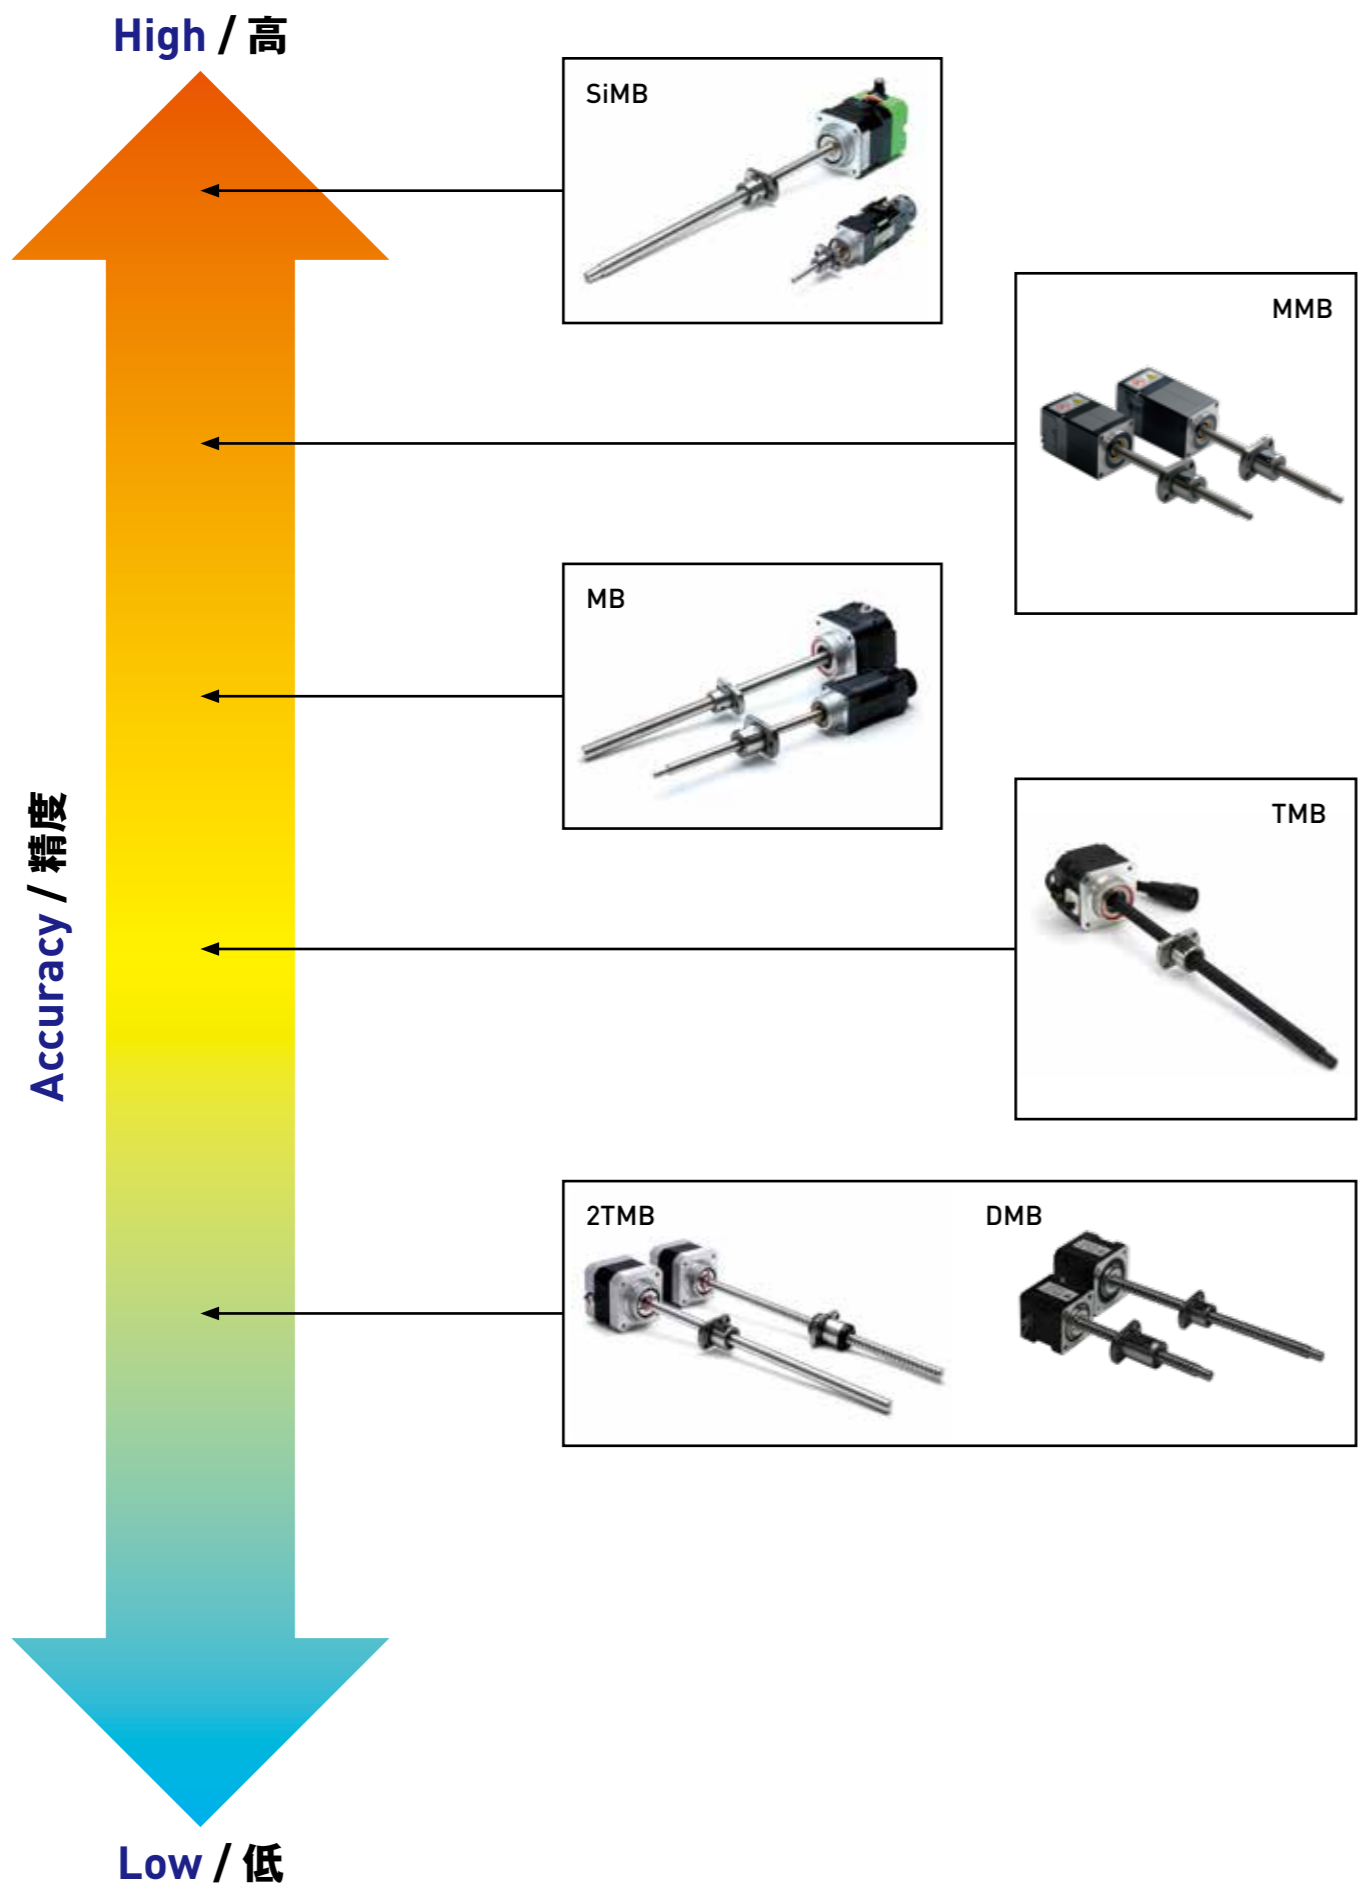 High / 高
SiMB
MMB
MB
TMB
Accuracy / 精度
2TMB
DMB
Low / 低